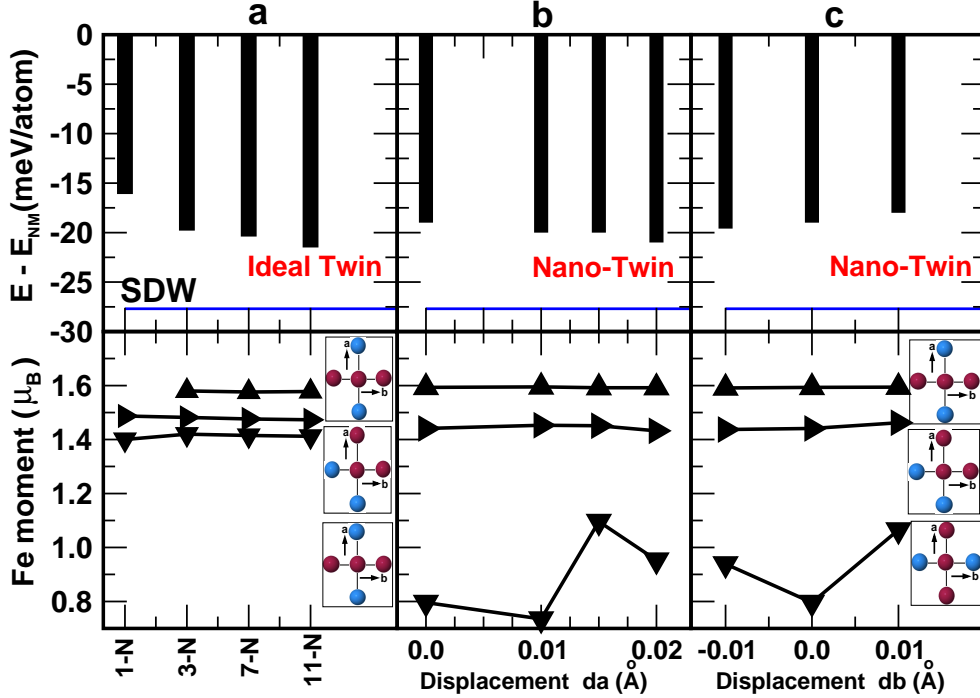 a b c
E - E_NM (meV/atom)
0
-5
-10
-15
-20
-25
-30
Ideal Twin
Nano-Twin
Nano-Twin
SDW
Fe moment (μ_B)
1.6
1.4
1.2
1.0
0.8
a
b
a
b
a
b
a
b
a
b
a
b
1-N 3-N 7-N 11-N
0.0 0.01 0.02
-0.01 0.0 0.01
Displacement da (Å)
Displacement db (Å)